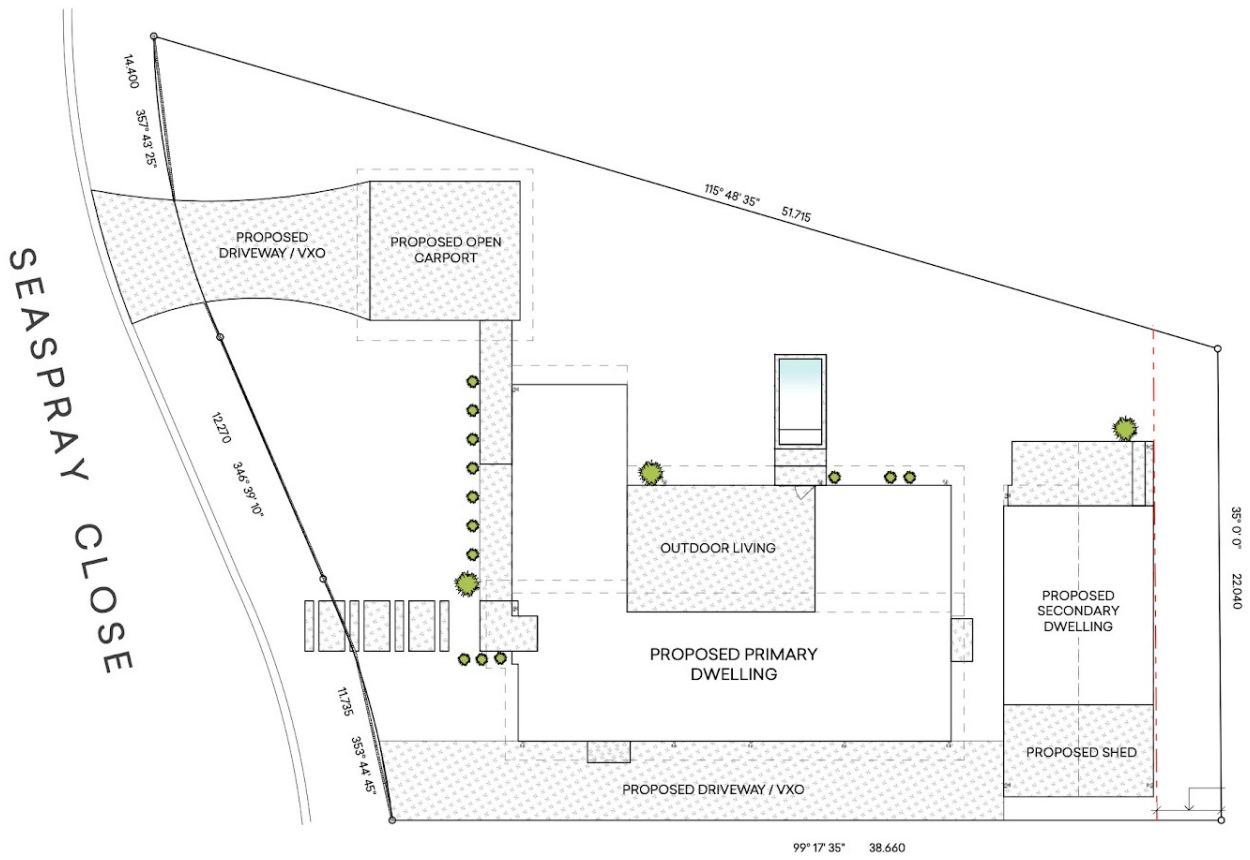 14.400 357° 43' 25"
115° 48' 35" 51.715
PROPOSED
DRIVEWAY / VXO
PROPOSED OPEN
CARPORT
SEASPRAY CLOSE
12.270 346° 39' 10"
OUTDOOR LIVING
35° 0' 0" 22.040
PROPOSED
SECONDARY
DWELLING
PROPOSED PRIMARY
DWELLING
11.735 353° 44' 45"
PROPOSED SHED
PROPOSED DRIVEWAY / VXO
99° 17' 35" 38.660